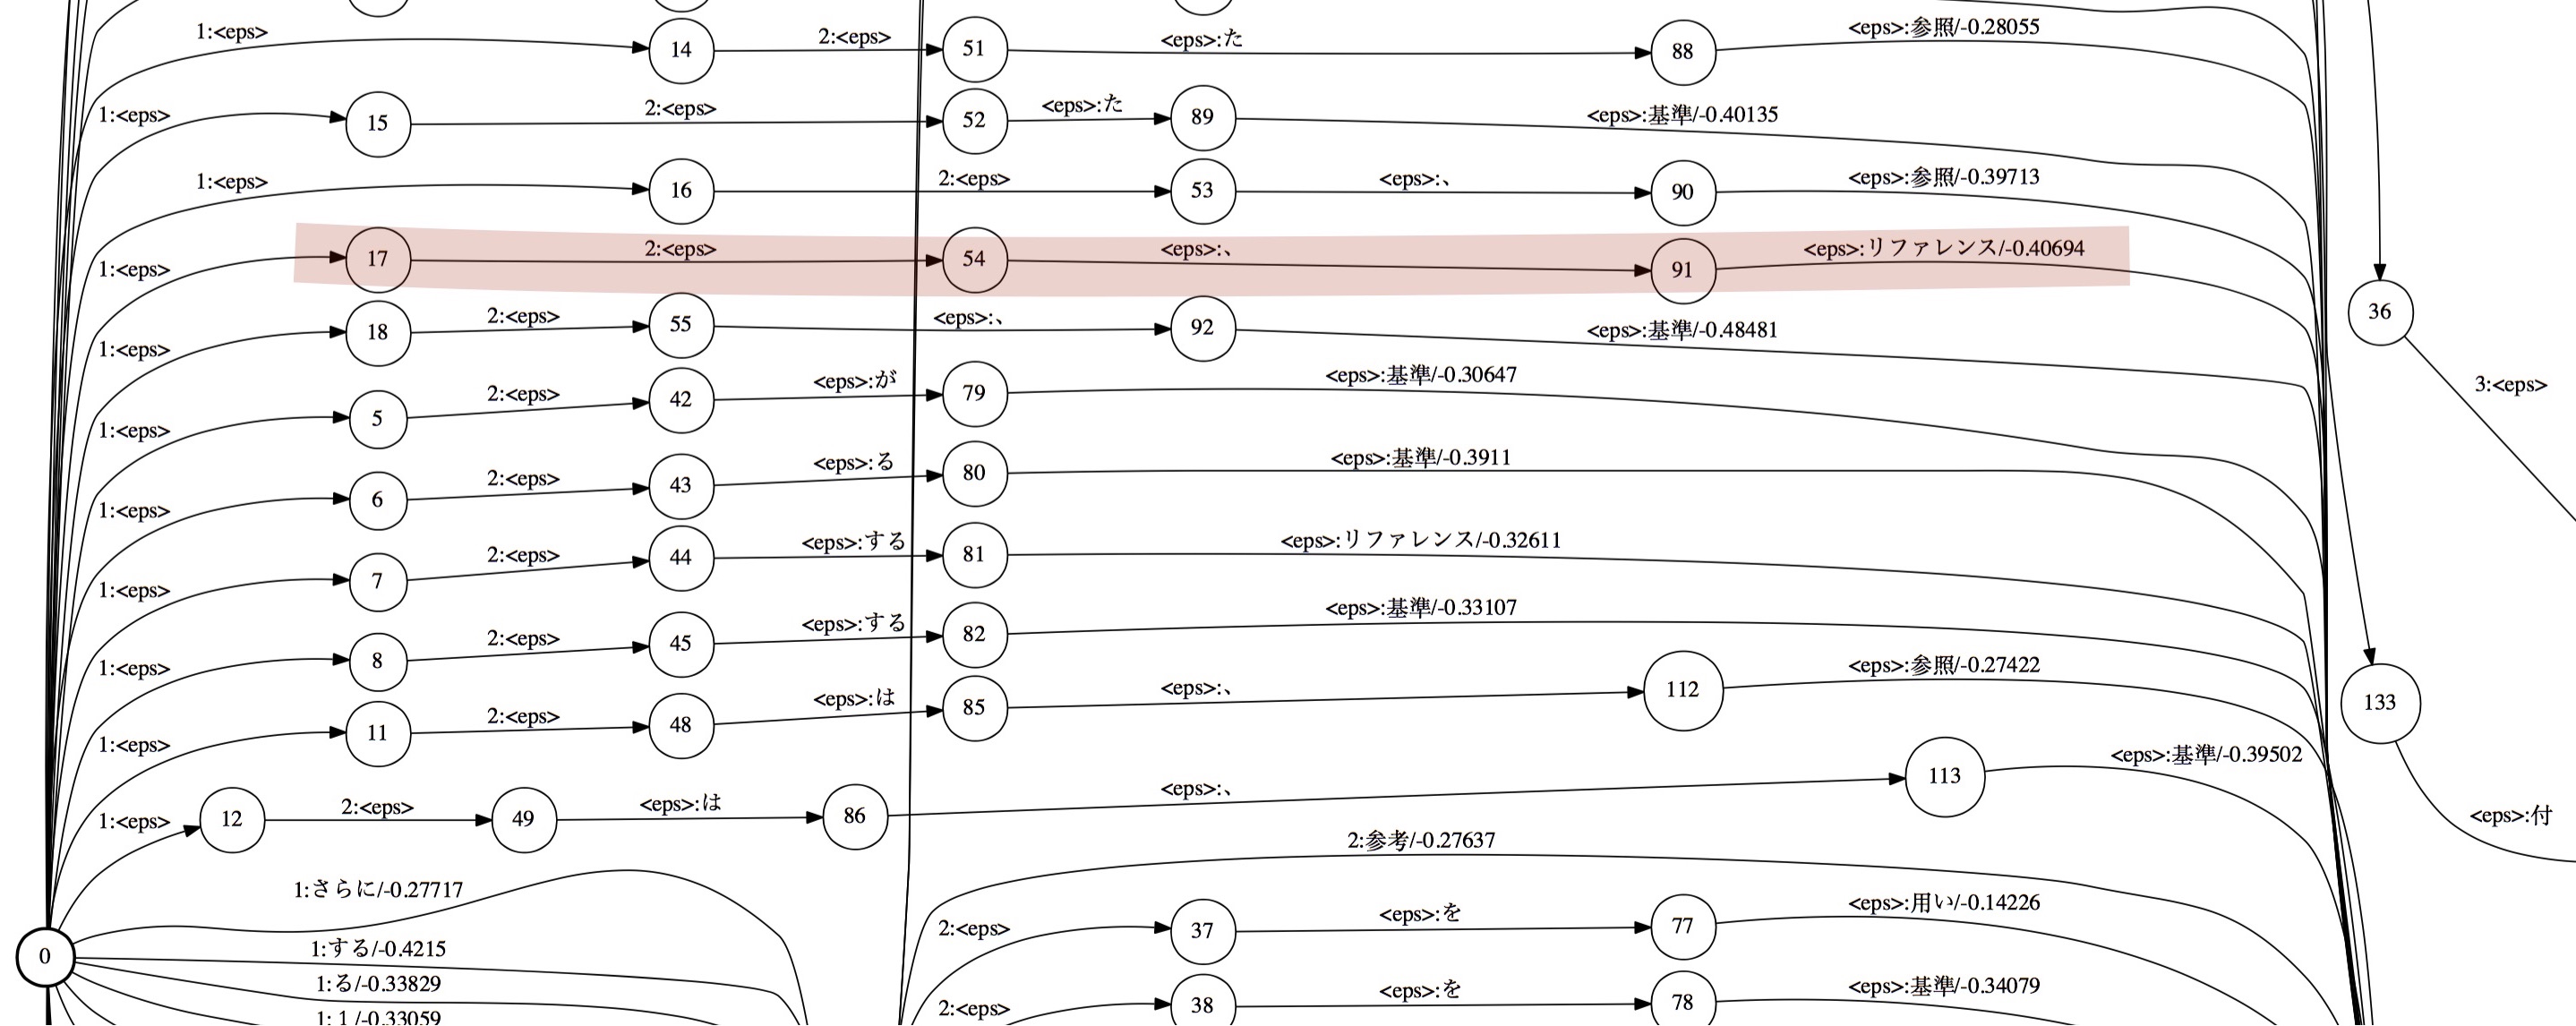 1:<eps> 14 2:<eps> 51 <eps>:た 88 <eps>:参照/-0.28055
1:<eps> 15 2:<eps> 52 <eps>:た 89 <eps>:基準/-0.40135
1:<eps> 16 2:<eps> 53 <eps>:、 90 <eps>:参照/-0.39713
1:<eps> 17 2:<eps> 54 <eps>:、 91 <eps>:リファレンス/-0.40694
36
1:<eps> 18 2:<eps> 55 <eps>:、 92 <eps>:基準/-0.48481
3:<eps>
1:<eps> 5 2:<eps> 42 <eps>:が 79 <eps>:基準/-0.30647
1:<eps> 6 2:<eps> 43 <eps>:る 80 <eps>:基準/-0.3911
1:<eps> 7 2:<eps> 44 <eps>:する 81 <eps>:リファレンス/-0.32611
1:<eps> 8 2:<eps> 45 <eps>:する 82 <eps>:基準/-0.33107
1:<eps> 11 2:<eps> 48 <eps>:は 85 <eps>:、 112 <eps>:参照/-0.27422
133
1:<eps> 12 2:<eps> 49 <eps>:は 86 <eps>:、 113 <eps>:基準/-0.39502
<eps>:付
2:参考/-0.27637
1:さらに/-0.27717
2:<eps> 37 <eps>:を 77 <eps>:用い/-0.14226
0
1:する/-0.4215
1:る/-0.33829
2:<eps> 38 <eps>:を 78 <eps>:基準/-0.34079
1:1/-0.33059